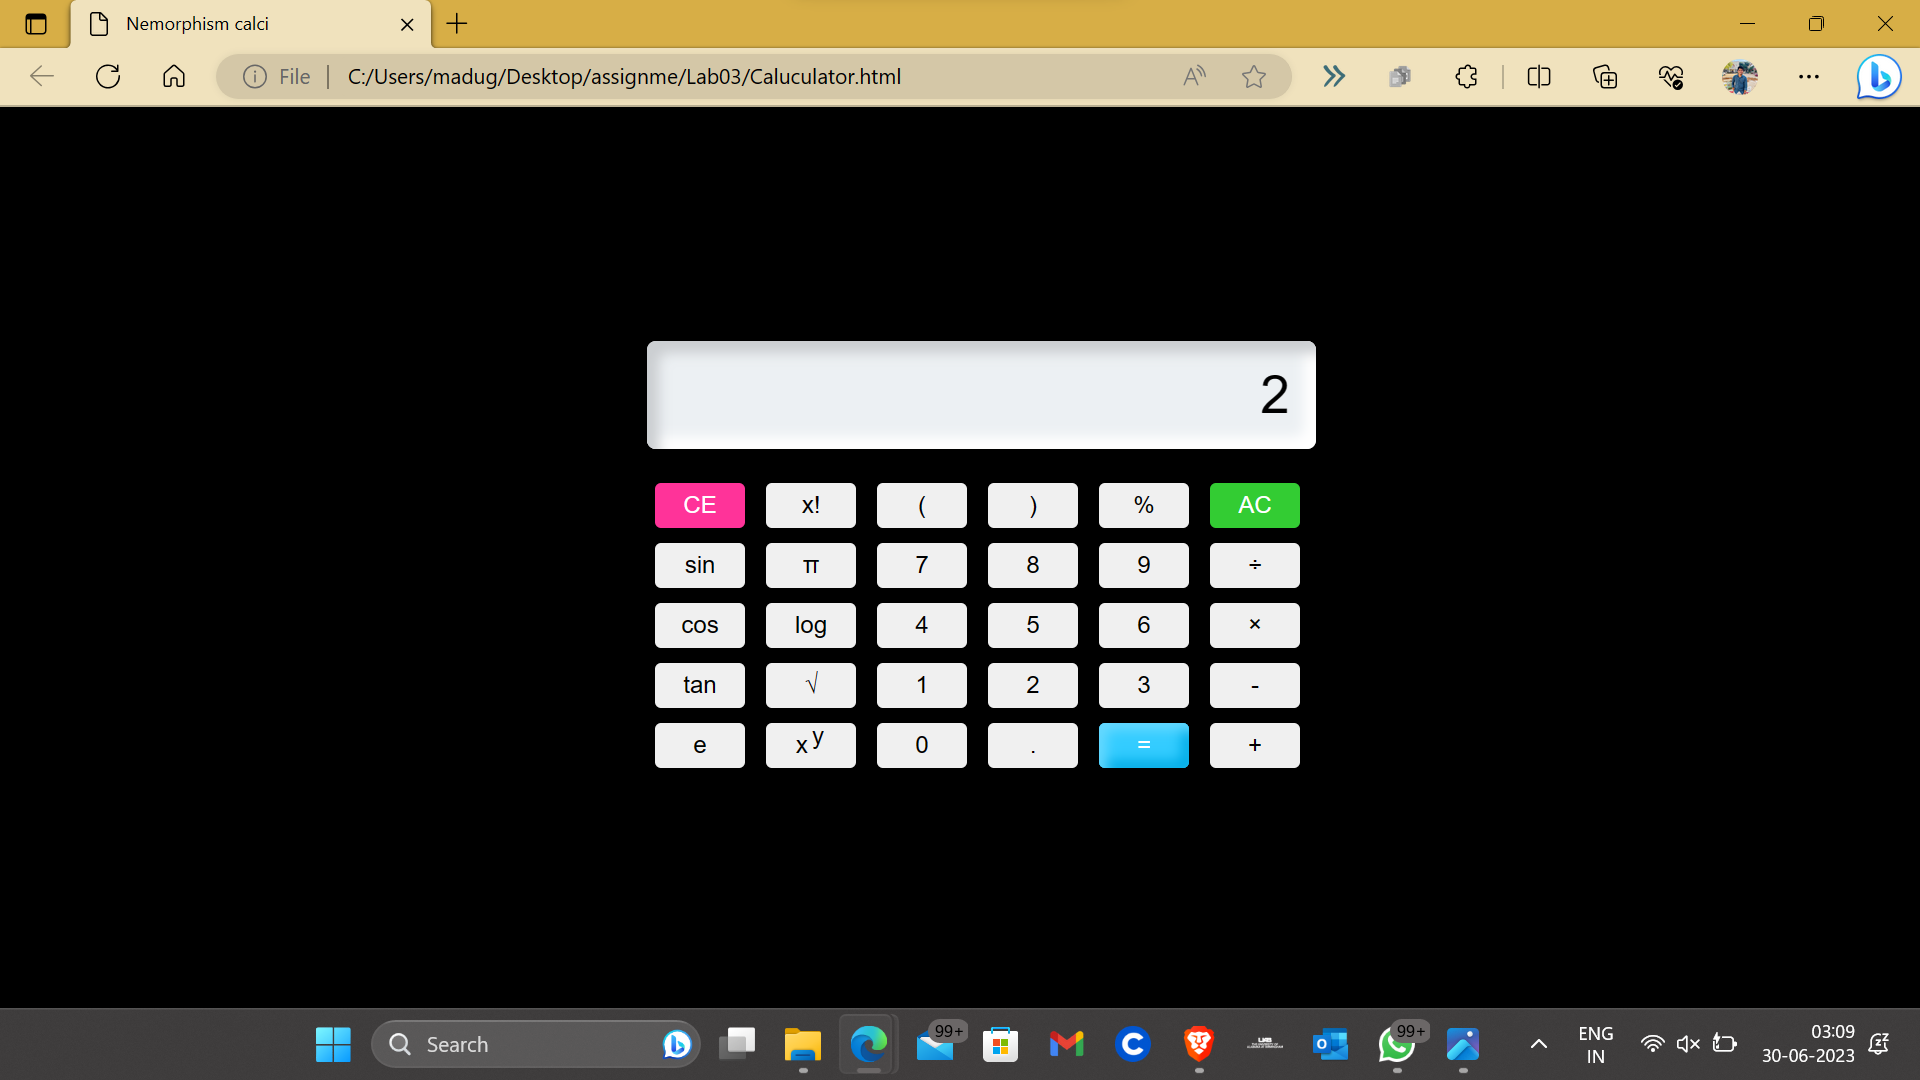 Nemorphism calci
File
C:/Users/madug/Desktop/assignme/Lab03/Caluculator.html
2
CE x! ( ) % AC
sin π 7 8 9 ÷
cos log 4 5 6 ×
tan √ 1 2 3 -
e x y 0 . = +
Search
99+
99+
ENG
IN
03:09
30-06-2023